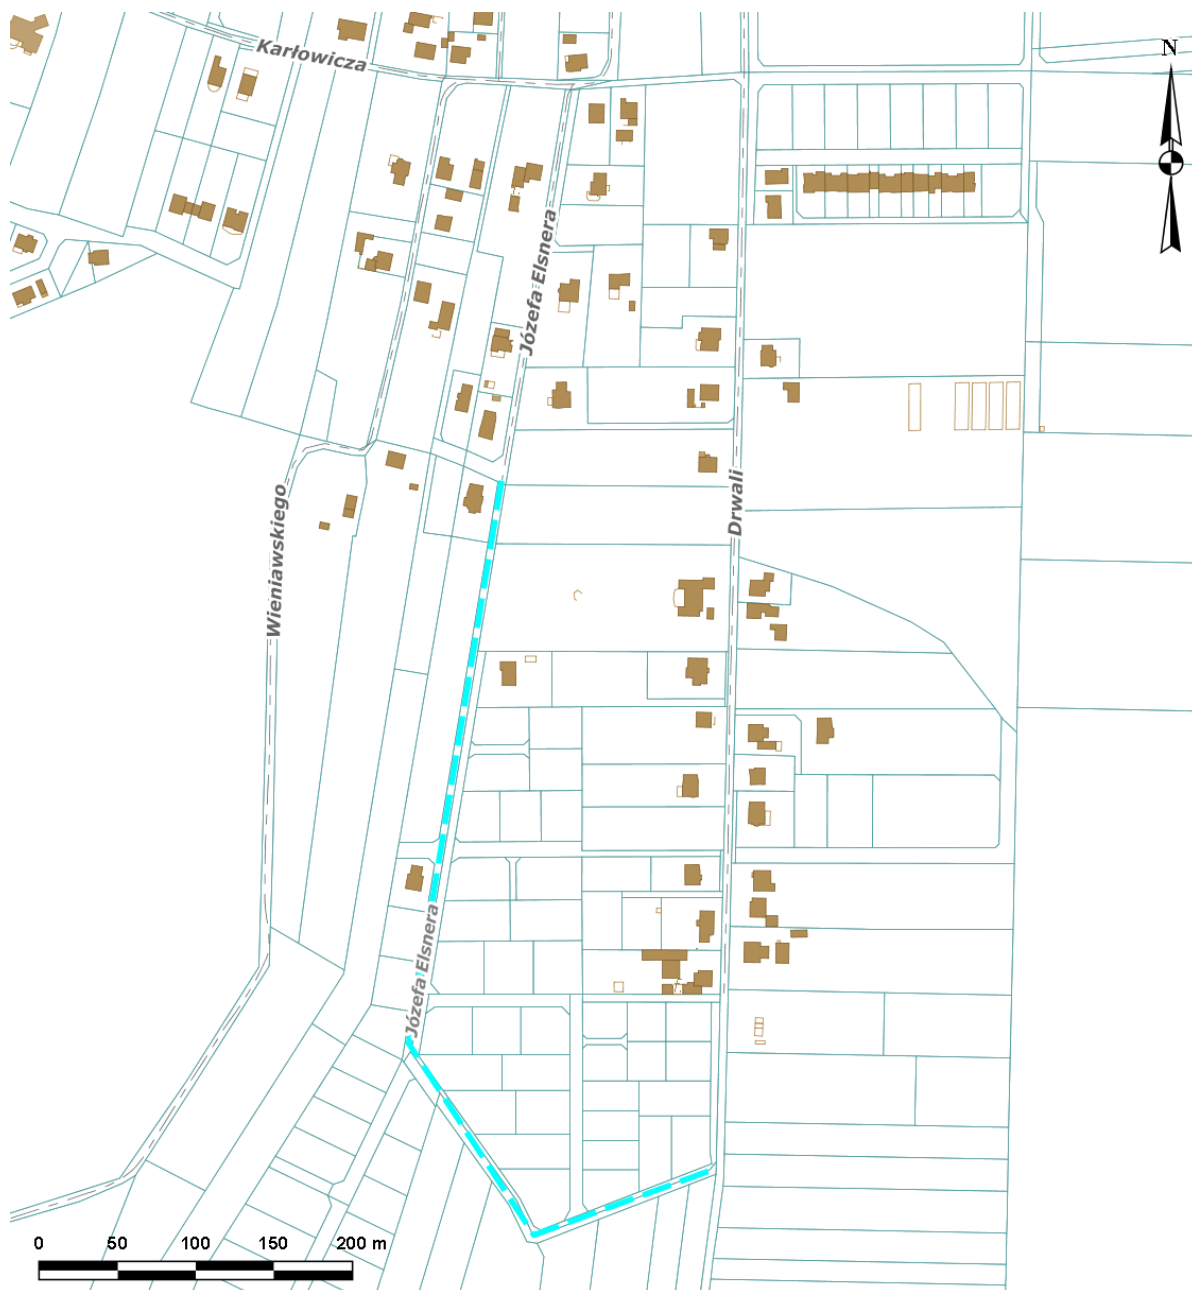 Karłowicza
N
Józefa Elsnera
Wieniawskiego
Drwali
Józefa Elsnera
0 50 100 150 200 m